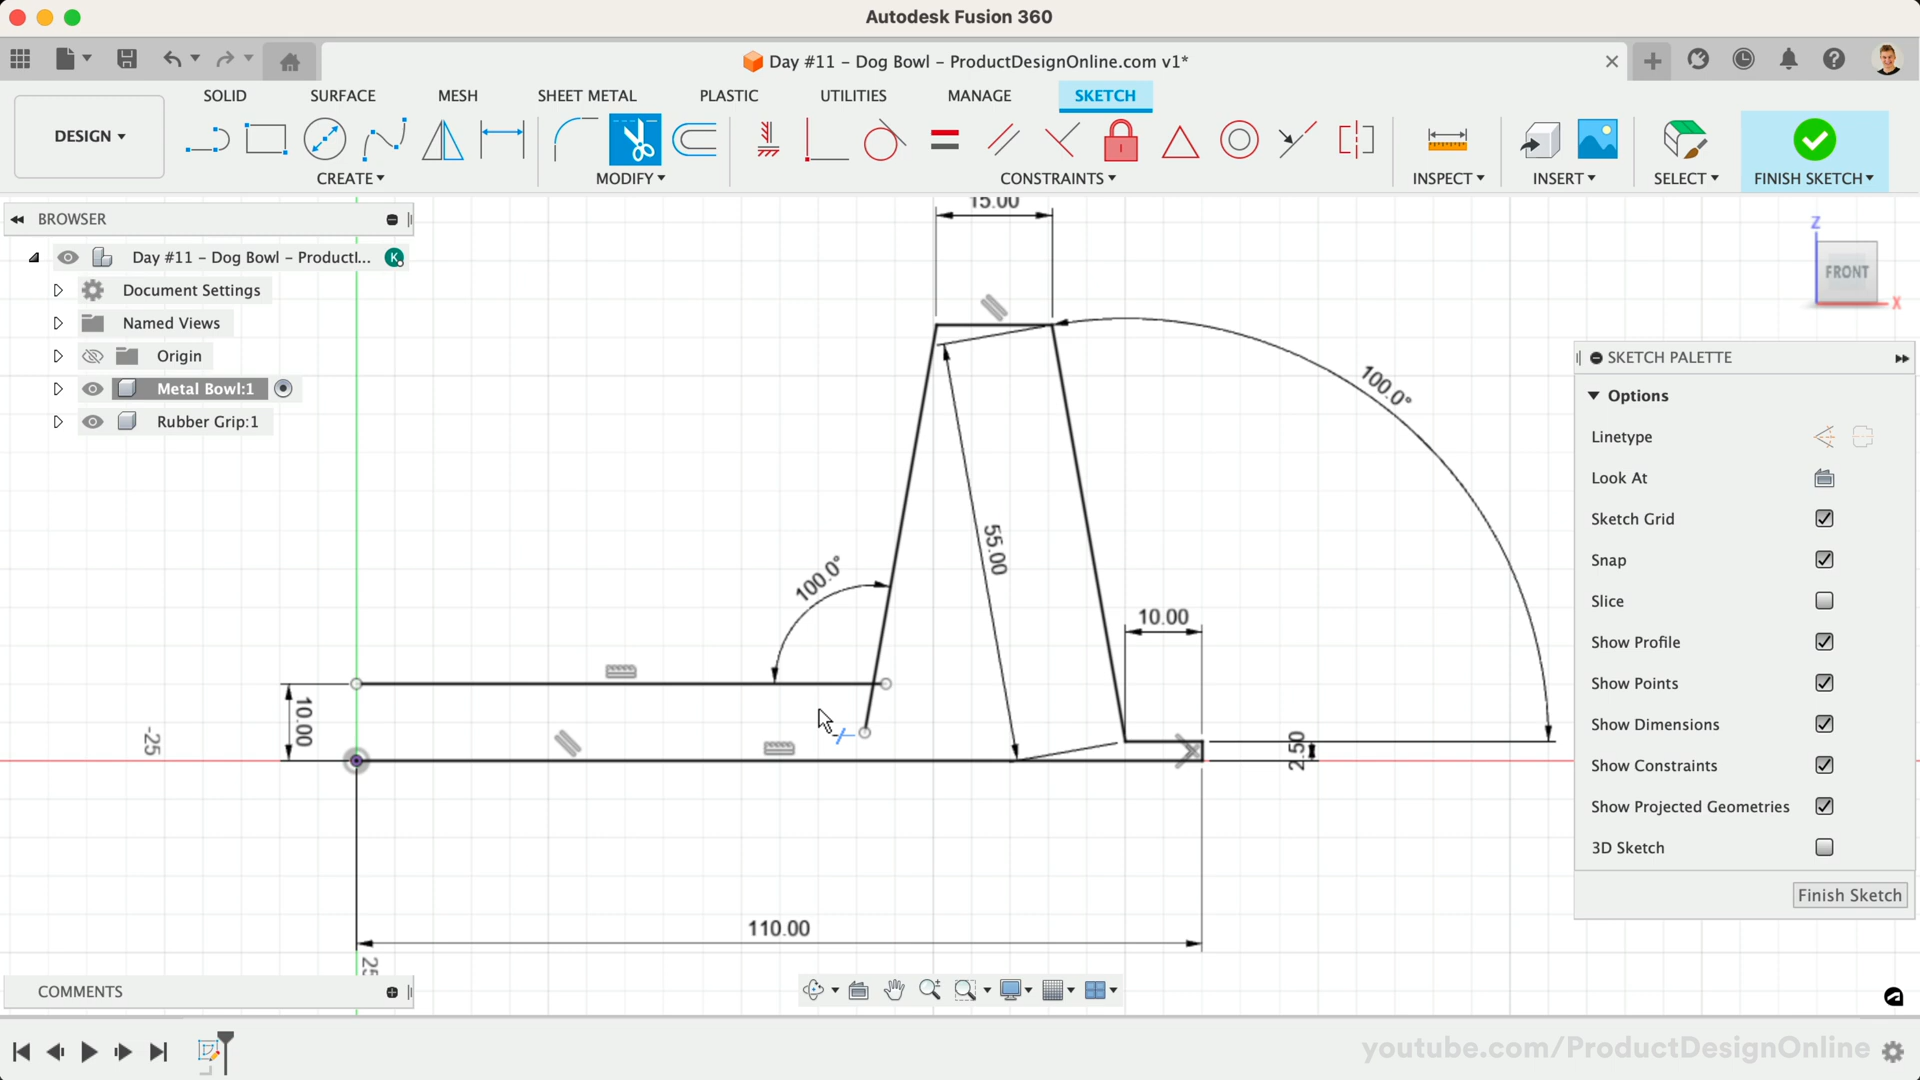 Autodesk Fusion 360
Day #11 – Dog Bowl – ProductDesignOnline.com v1*
SOLID SURFACE MESH SHEET METAL PLASTIC UTILITIES MANAGE SKETCH
DESIGN
CREATE MODIFY CONSTRAINTS INSPECT INSERT SELECT FINISH SKETCH
BROWSER
Day #11 – Dog Bowl – Productl...
K
Document Settings
Named Views
Origin
Metal Bowl:1
Rubber Grip:1
15.00
100.0°
55.00
100.0°
10.00
10.00
2.50
-25
110.00
25
Z
FRONT
X
SKETCH PALETTE
Options
Linetype
Look At
Sketch Grid
Snap
Slice
Show Profile
Show Points
Show Dimensions
Show Constraints
Show Projected Geometries
3D Sketch
Finish Sketch
COMMENTS
youtube.com/ProductDesignOnline